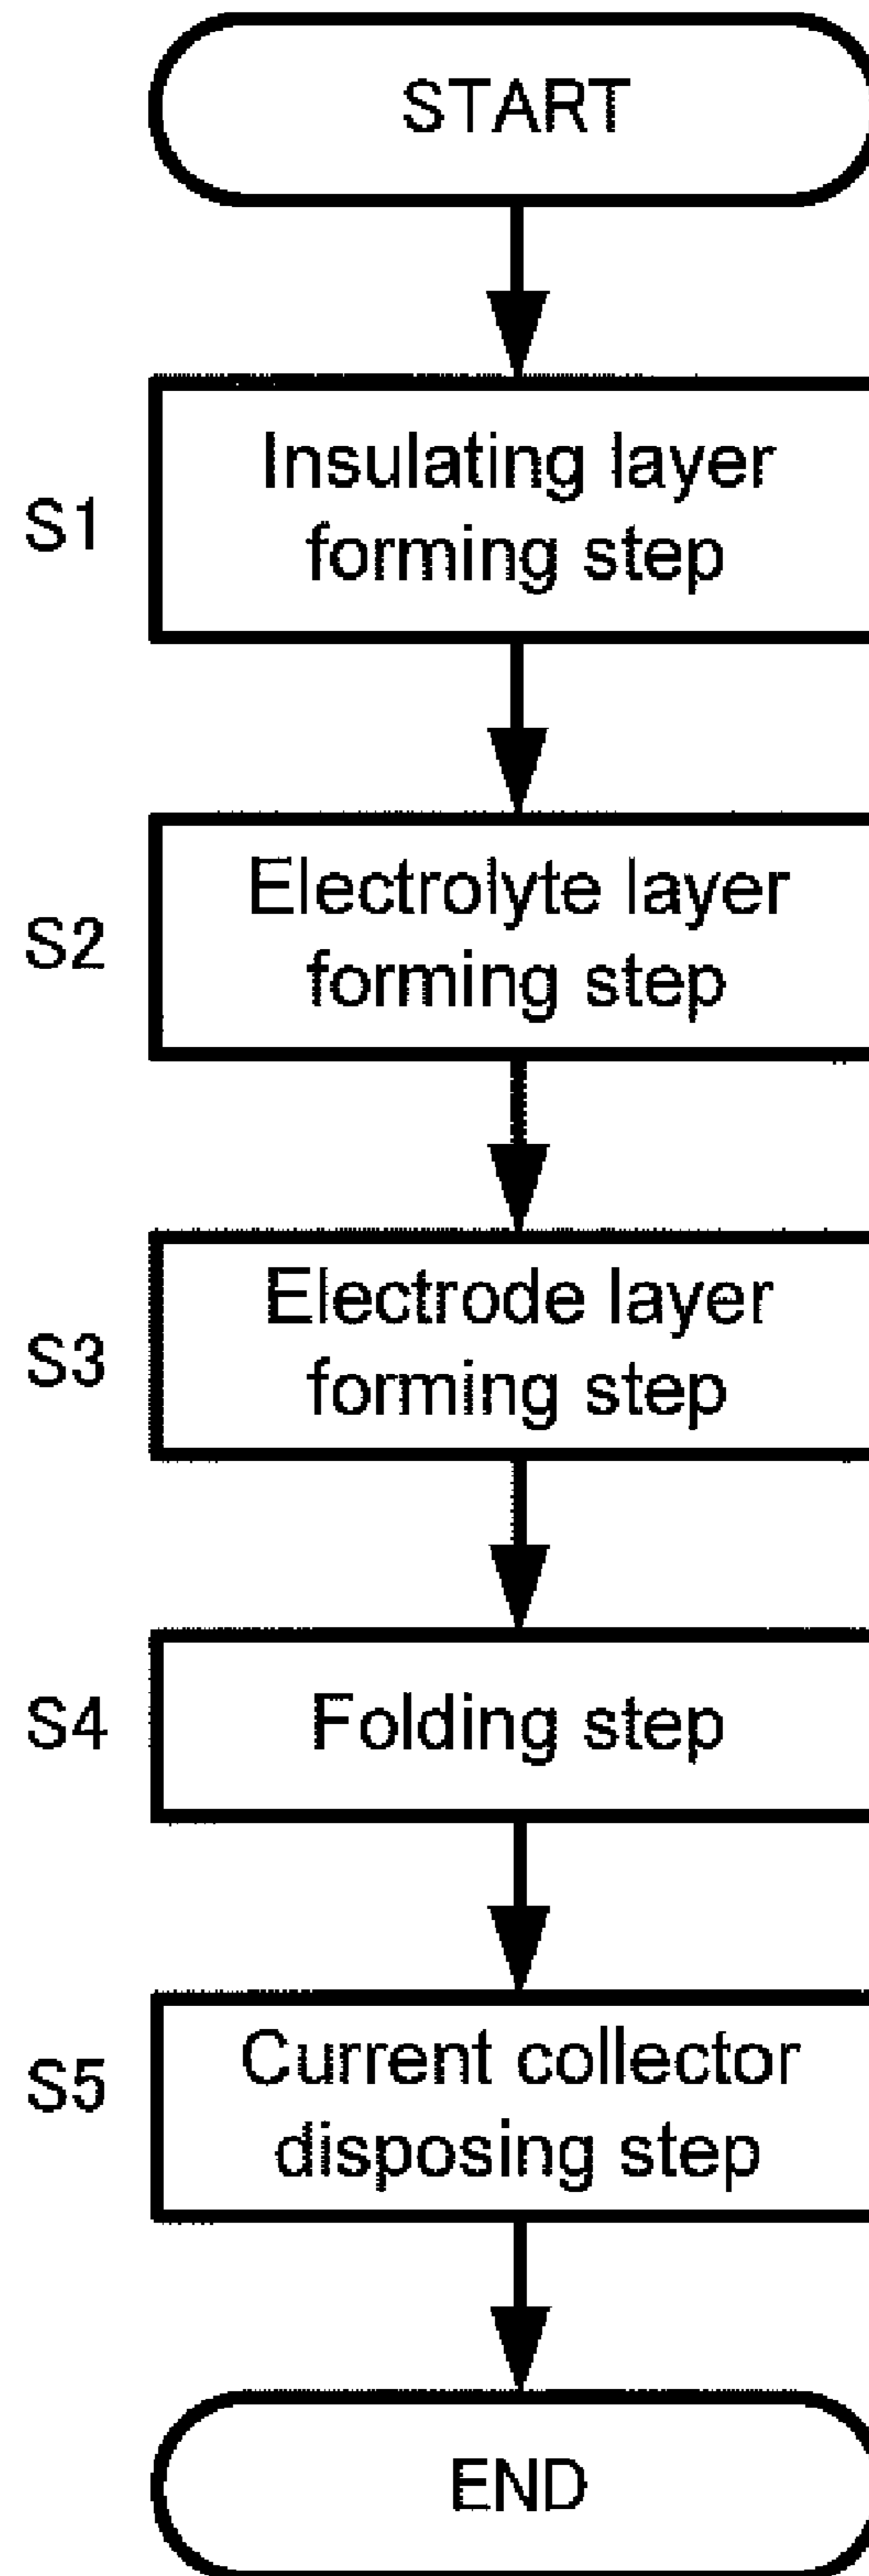 START
S1
Insulating layer
forming step
S2
Electrolyte layer
forming step
S3
Electrode layer
forming step
S4
Folding step
S5
Current collector
disposing step
END